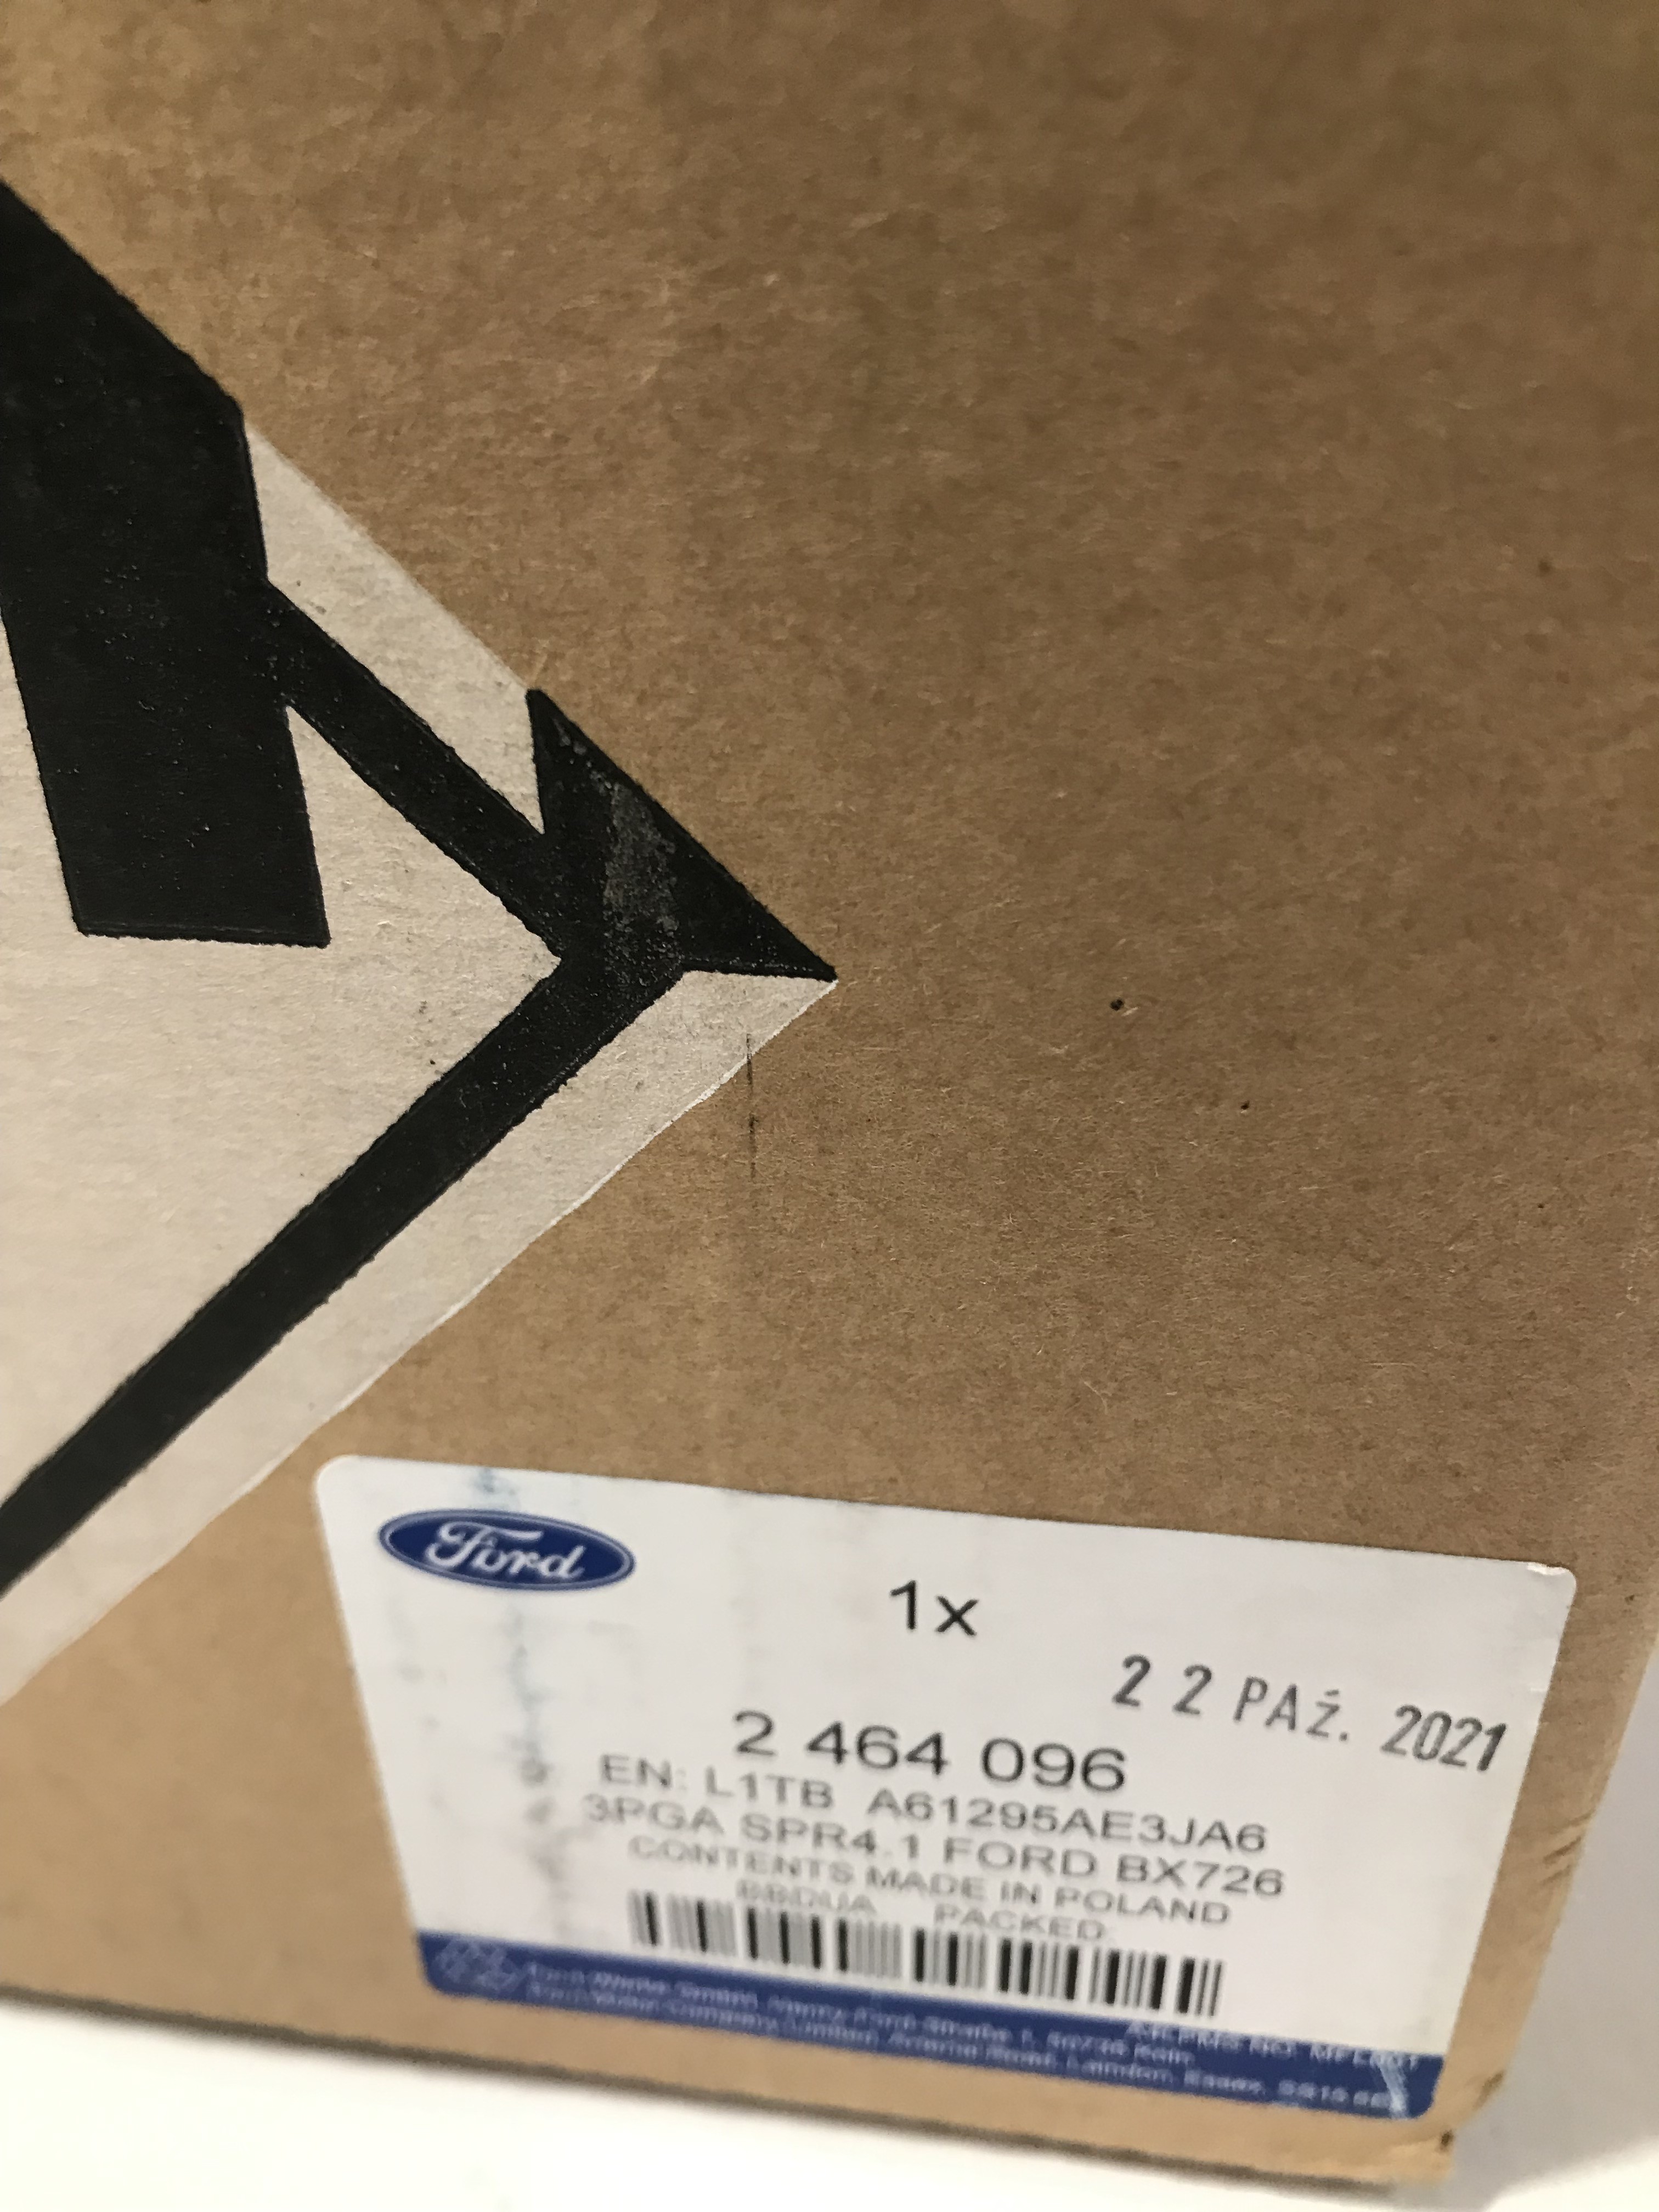 Ford
1x
2 2 PAŹ. 2021
2 464 096
EN: L1TB A61295AE3JA6
3PGA SPR4.1 FORD BX726
CONTENTS MADE IN POLAND
PACKED: